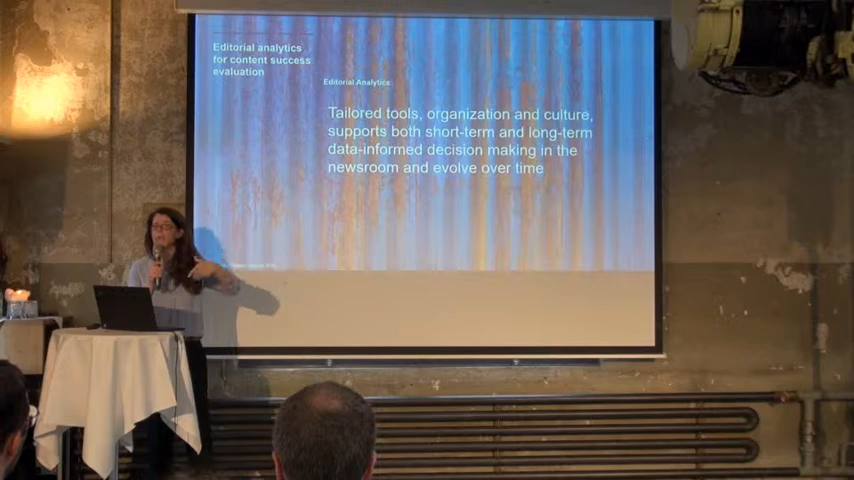 Editorial analytics
for content success
evaluation
Editorial Analytics:
Tailored tools, organization and culture,
supports both short-term and long-term
data-informed decision making in the
newsroom and evolve over time